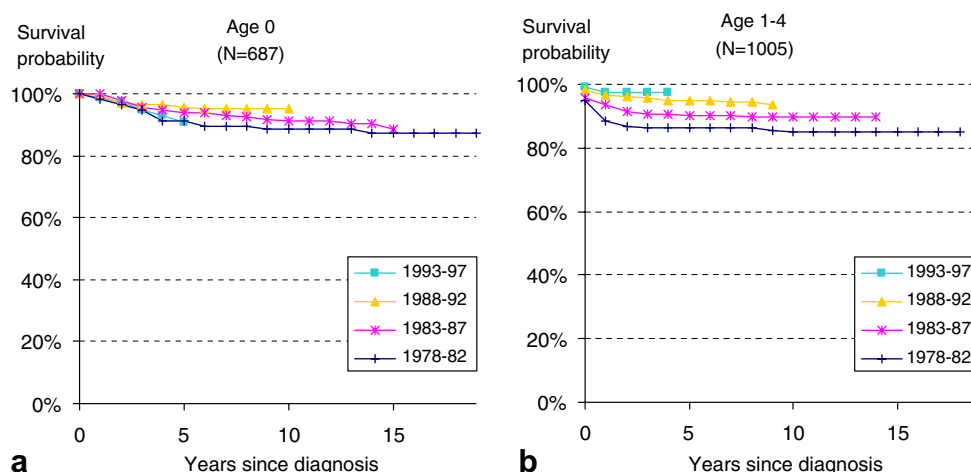 Survival
probability
Age 0
(N=687)
100%
80%
60%
40%
20%
0%
0 5 10 15
Years since diagnosis
1993-97
1988-92
1983-87
1978-82
a
Survival
probability
Age 1-4
(N=1005)
100%
80%
60%
40%
20%
0%
0 5 10 15
Years since diagnosis
1993-97
1988-92
1983-87
1978-82
b